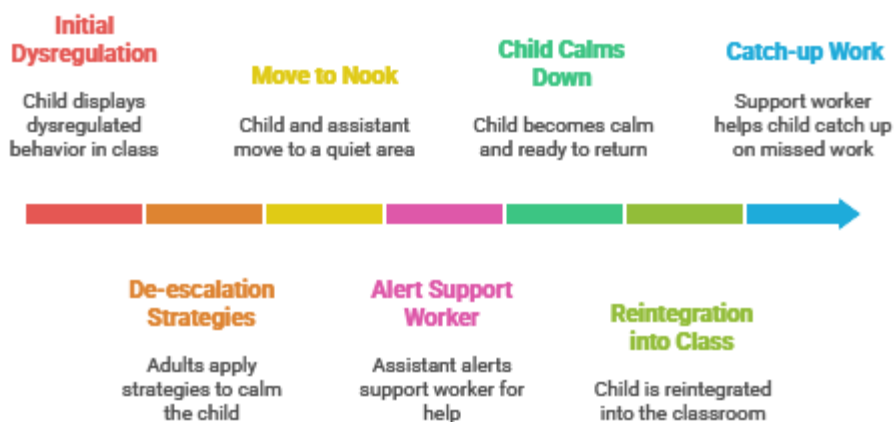 Initial
Dysregulation
Child displays
dysregulated
behavior in class
De-escalation
Strategies
Adults apply
strategies to calm
the child
Move to Nook
Child and assistant
move to a quiet area
Alert Support
Worker
Assistant alerts
support worker for
help
Child Calms
Down
Child becomes calm
and ready to return
Reintegration
into Class
Child is reintegrated
into the classroom
Catch-up Work
Support worker
helps child catch up
on missed work